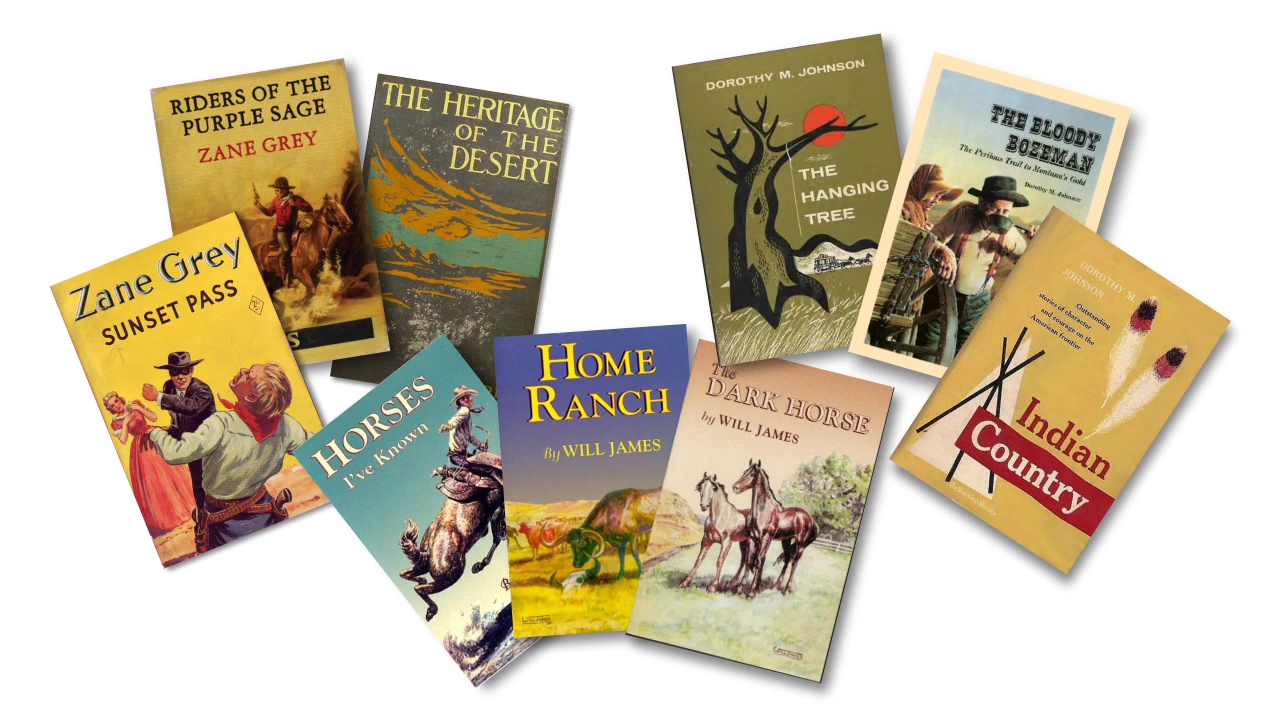 RIDERS OF THE
PURPLE SAGE
ZANE GREY
S
THE HERITAGE
OF THE
DESERT
Zane Grey
SUNSET PASS
HORSES
I've Known
HOME
RANCH
By WILL JAMES
The
DARK HORSE
by WILL JAMES
DOROTHY M. JOHNSON
THE
HANGING
TREE
THE BLOODY
BOZEMAN
The Perilous Trail to Montana's Gold
Dorothy M. Johnson
DOROTHY M.
JOHNSON
Outstanding
stories of character
and courage on the
American frontier
Indian
Country
Ballantine Books